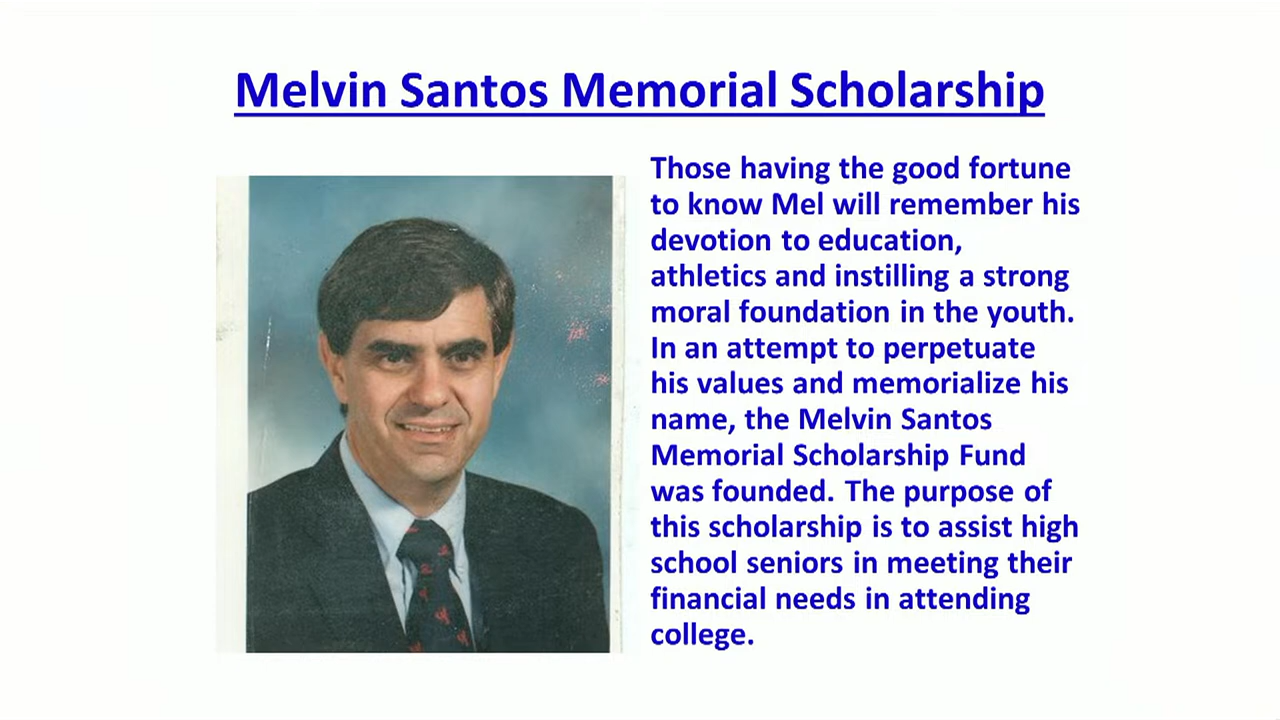 Melvin Santos Memorial Scholarship
Those having the good fortune
to know Mel will remember his
devotion to education,
athletics and instilling a strong
moral foundation in the youth.
In an attempt to perpetuate
his values and memorialize his
name, the Melvin Santos
Memorial Scholarship Fund
was founded. The purpose of
this scholarship is to assist high
school seniors in meeting their
financial needs in attending
college.